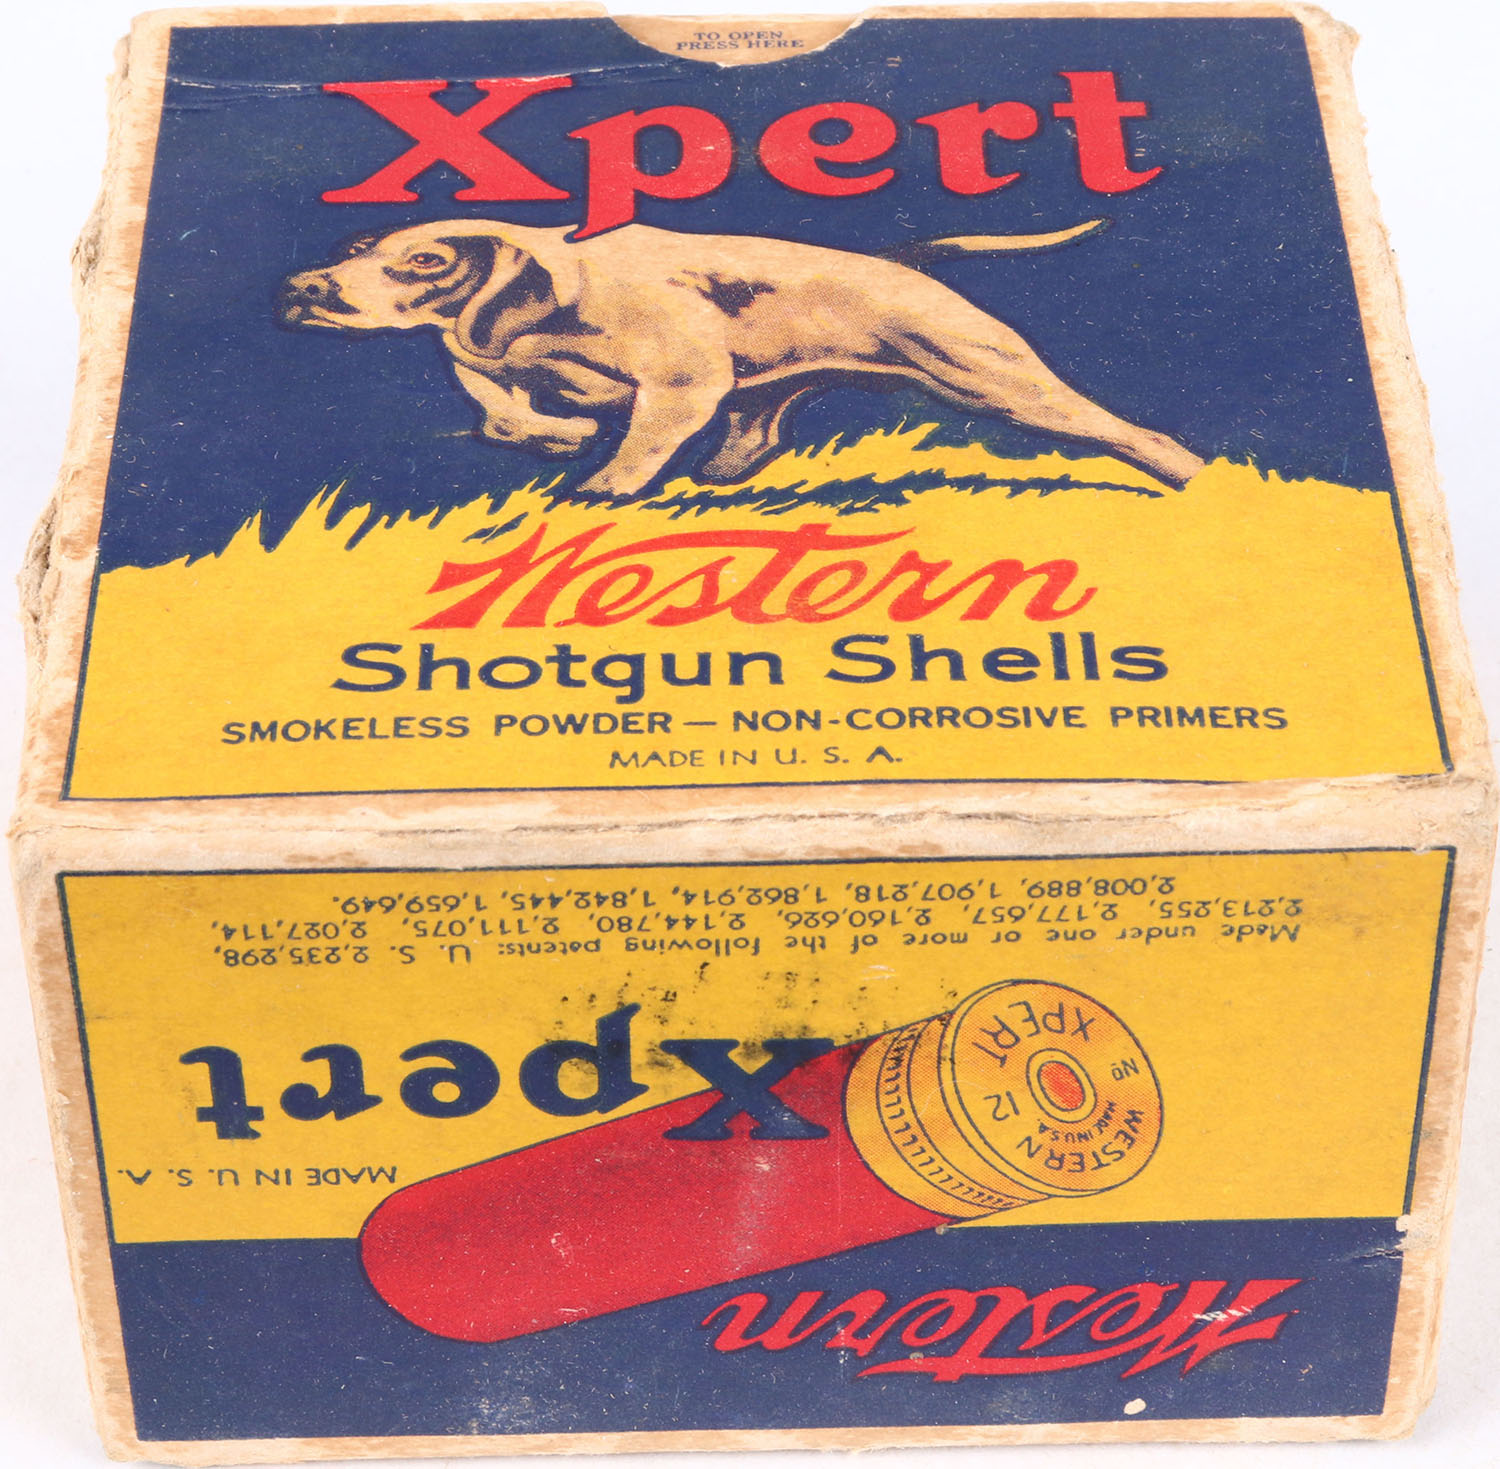 TO OPEN
PRESS HERE
Xpert
Western
Shotgun Shells
SMOKELESS POWDER — NON-CORROSIVE PRIMERS
MADE IN U. S. A.
Western
MADE IN U. S. A.
Xpert
WESTERN
MADE IN U.S.A.
No 12
XPERT
Made under one or more of the following patents: U. S. 2,235,298,
2,213,255, 2,177,657, 2,160,626, 2,144,780, 2,111,075, 2,027,114,
2,008,889, 1,907,218, 1,862,914, 1,842,445, 1,659,649.